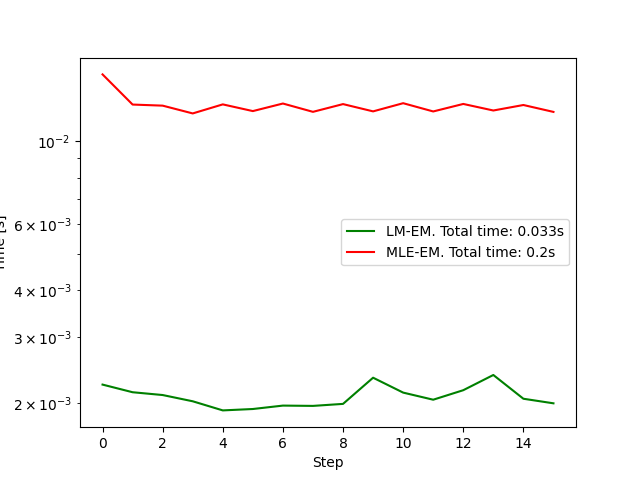 10⁻²
6 × 10⁻³
4 × 10⁻³
3 × 10⁻³
2 × 10⁻³
LM-EM. Total time: 0.033s
MLE-EM. Total time: 0.2s
0 2 4 6 8 10 12 14
Step